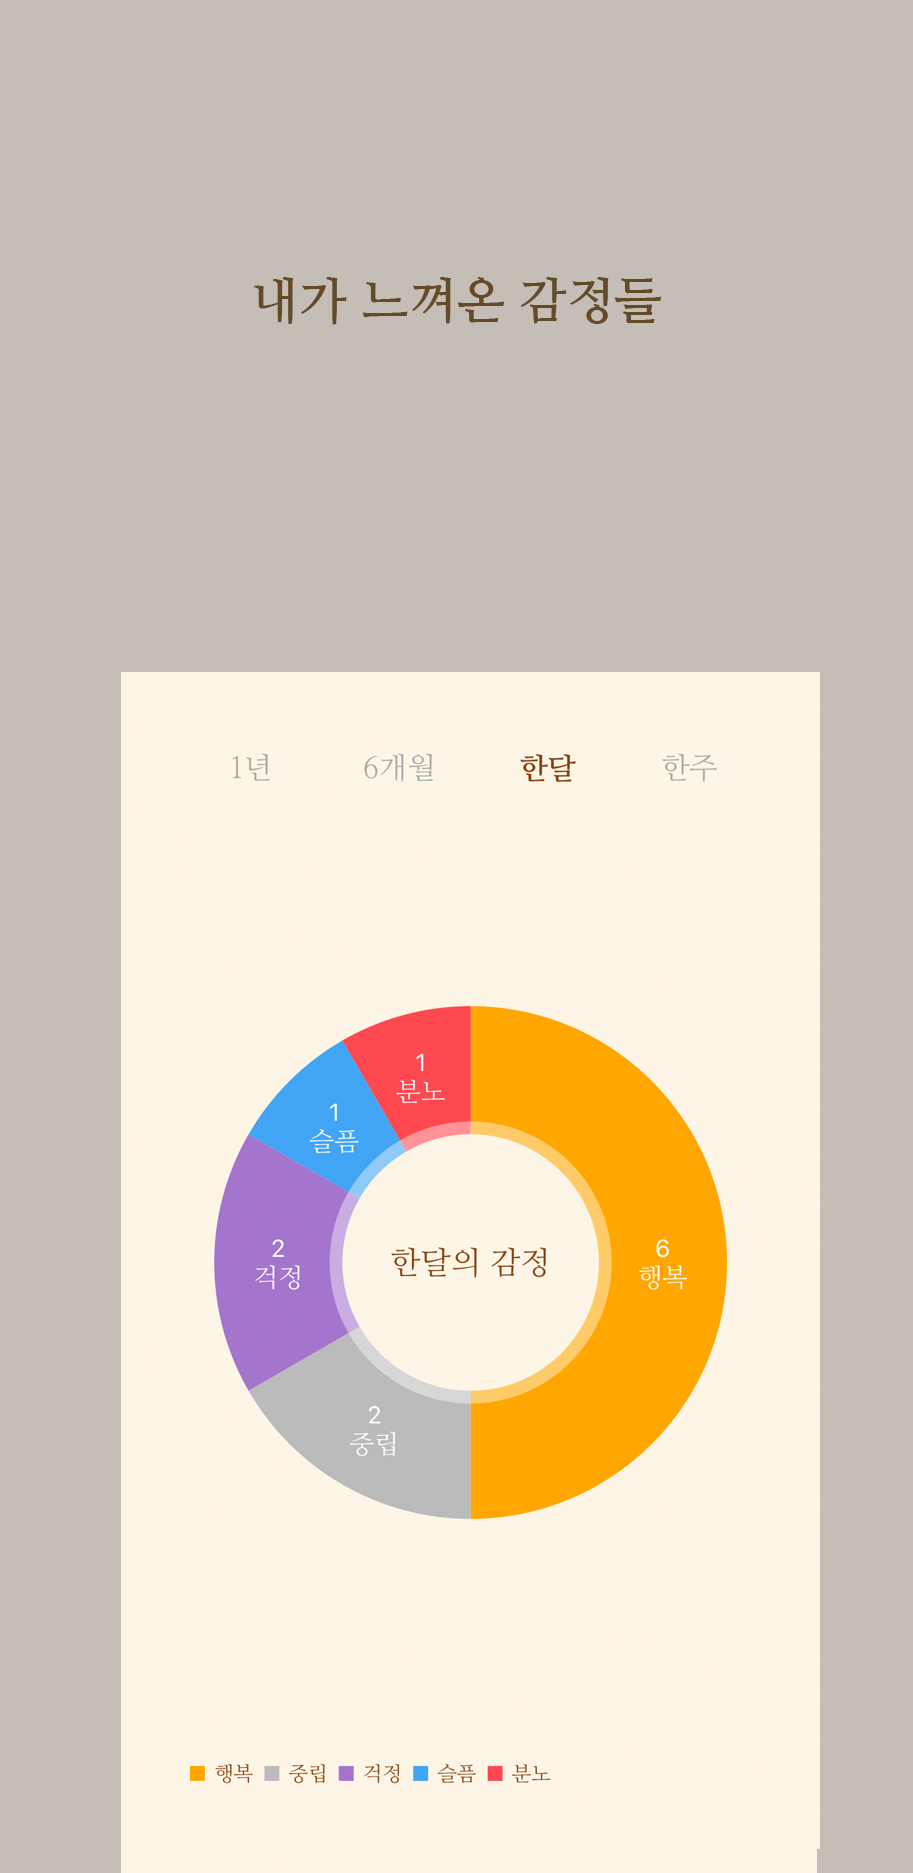 내가 느껴온 감정들
1년 6개월 한달 한주
1
분노
1
슬픔
2
걱정
한달의 감정
6
행복
2
중립
행복 중립 걱정 슬픔 분노